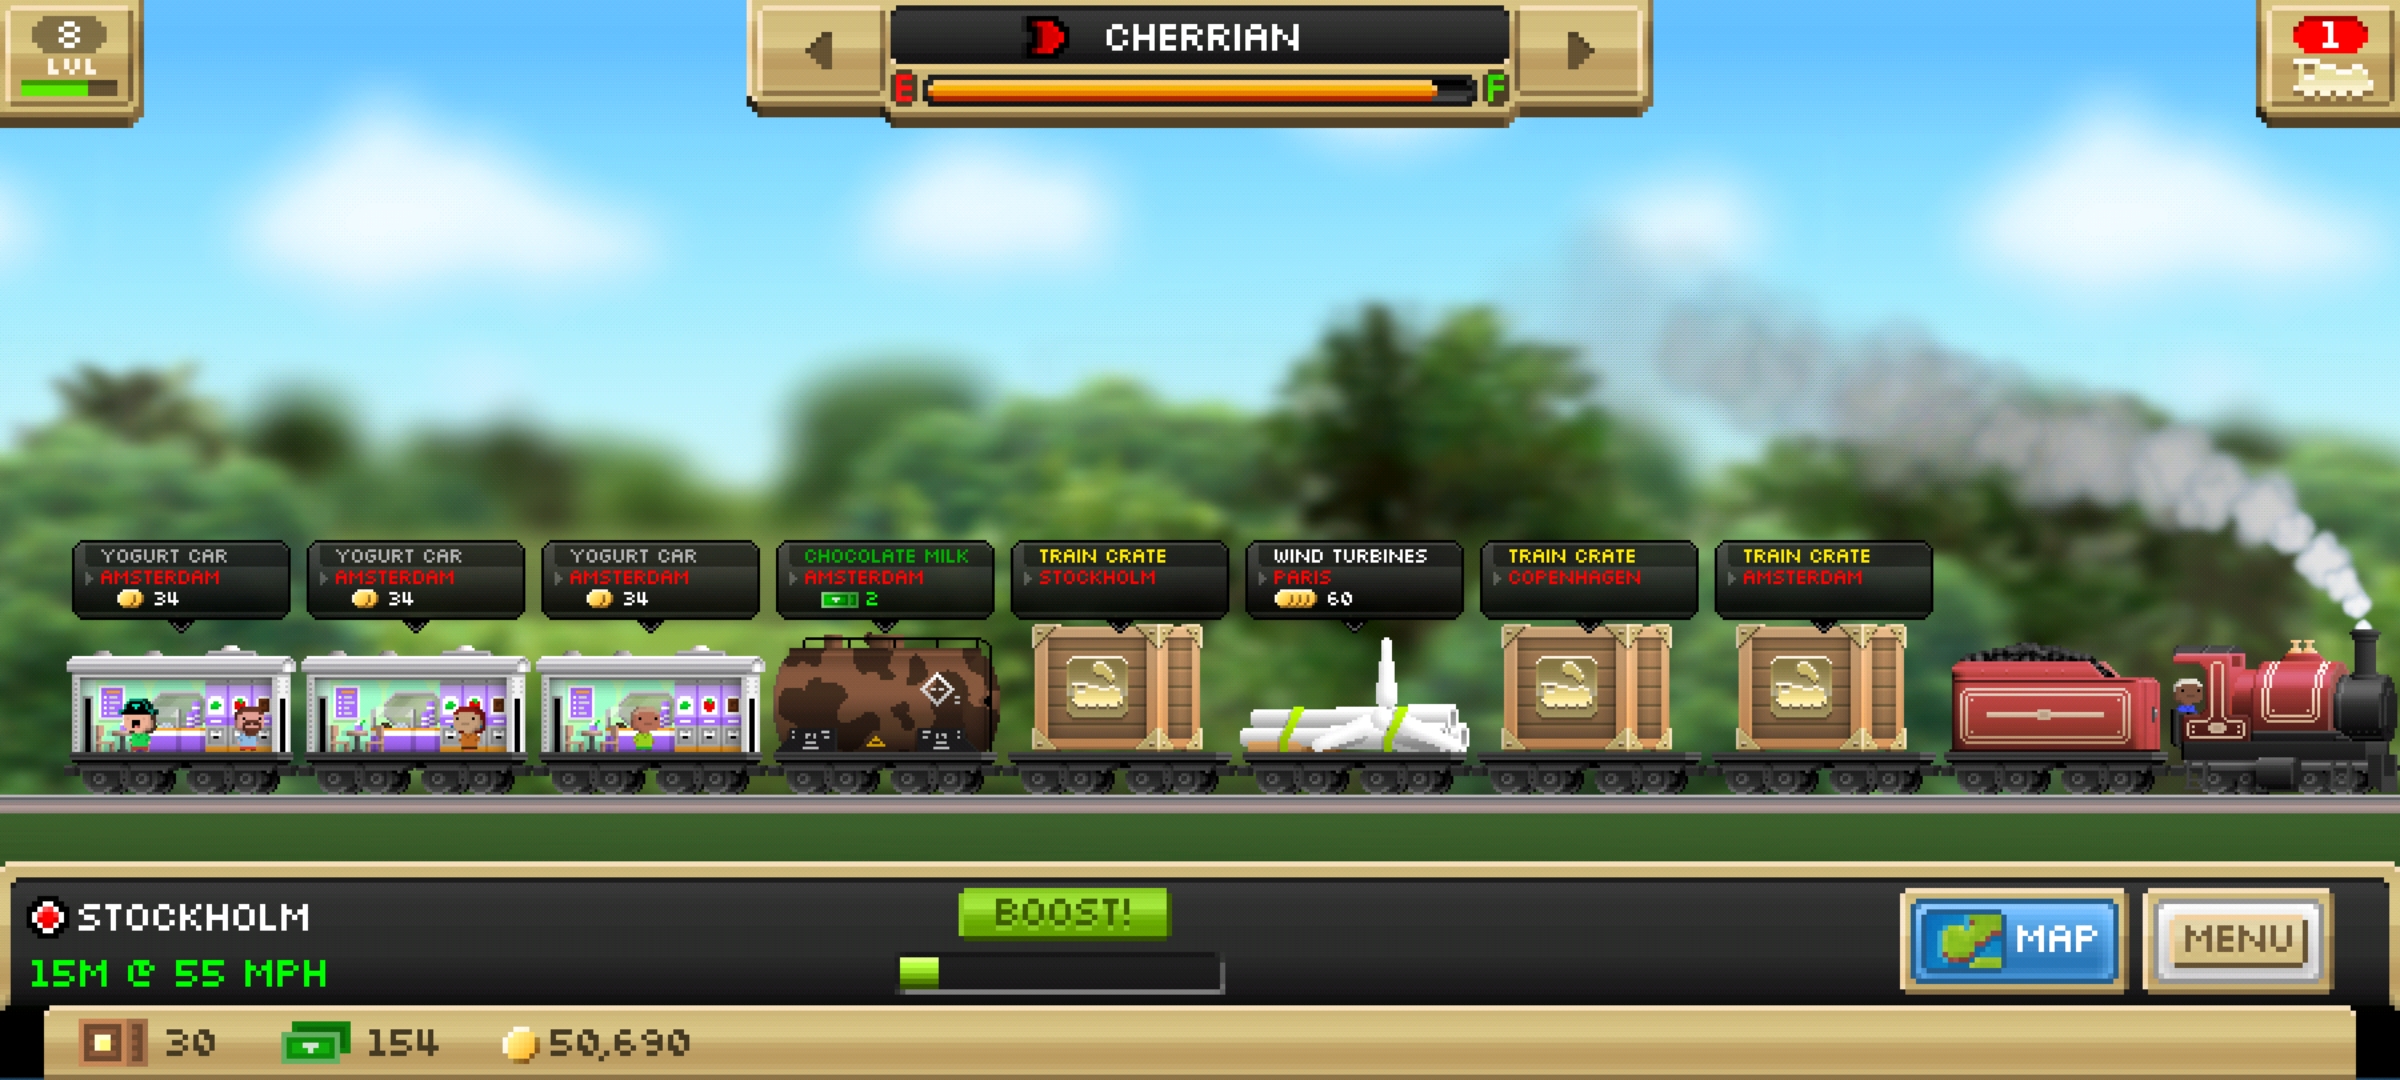 8
LVL
CHERRIAN
E
F
1
YOGURT CAR
AMSTERDAM
34
YOGURT CAR
AMSTERDAM
34
YOGURT CAR
AMSTERDAM
34
CHOCOLATE MILK
AMSTERDAM
2
TRAIN CRATE
STOCKHOLM
WIND TURBINES
PARIS
60
TRAIN CRATE
COPENHAGEN
TRAIN CRATE
AMSTERDAM
STOCKHOLM
15M @ 55 MPH
BOOST!
MAP
MENU
30
154
50,690